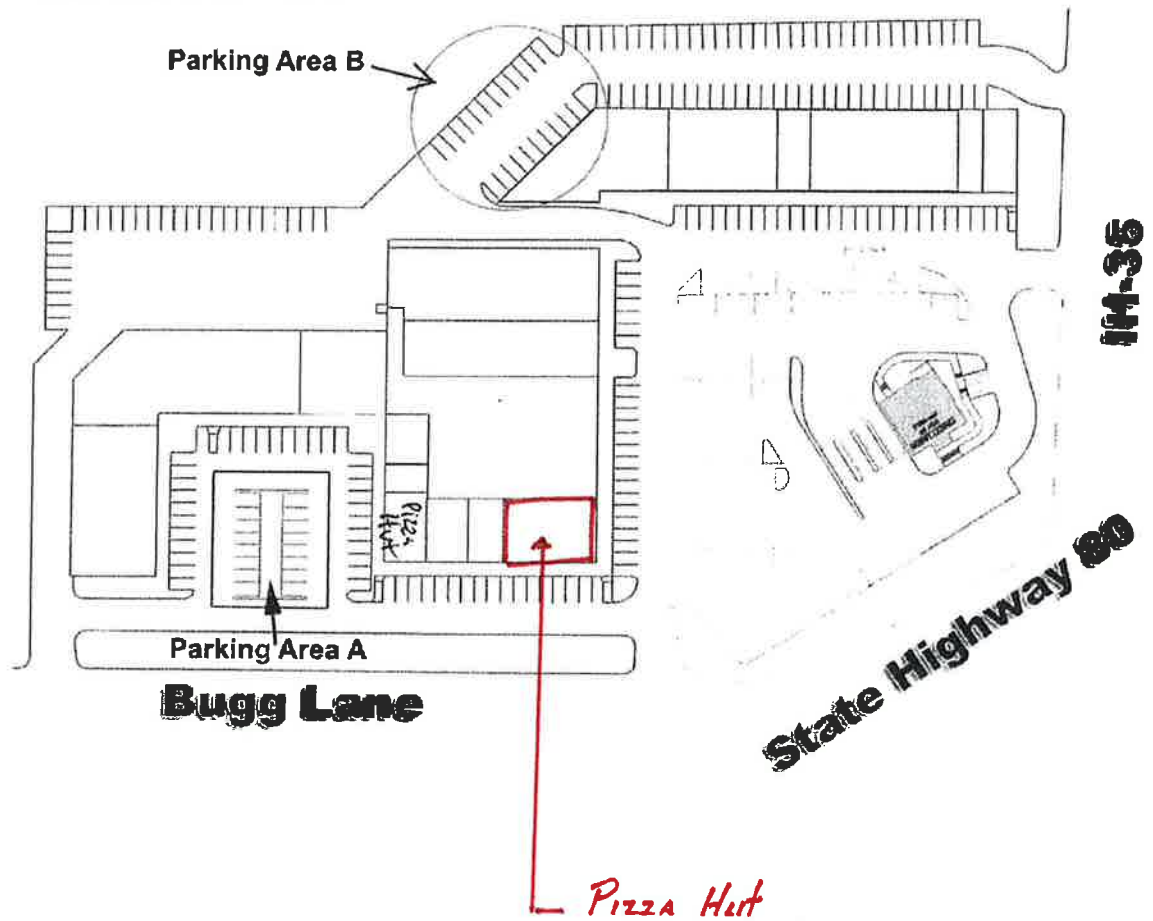 Parking Area B
IH-35
Pizza
Hut
Parking Area A
Bugg Lane
State Highway 80
Pizza Hut